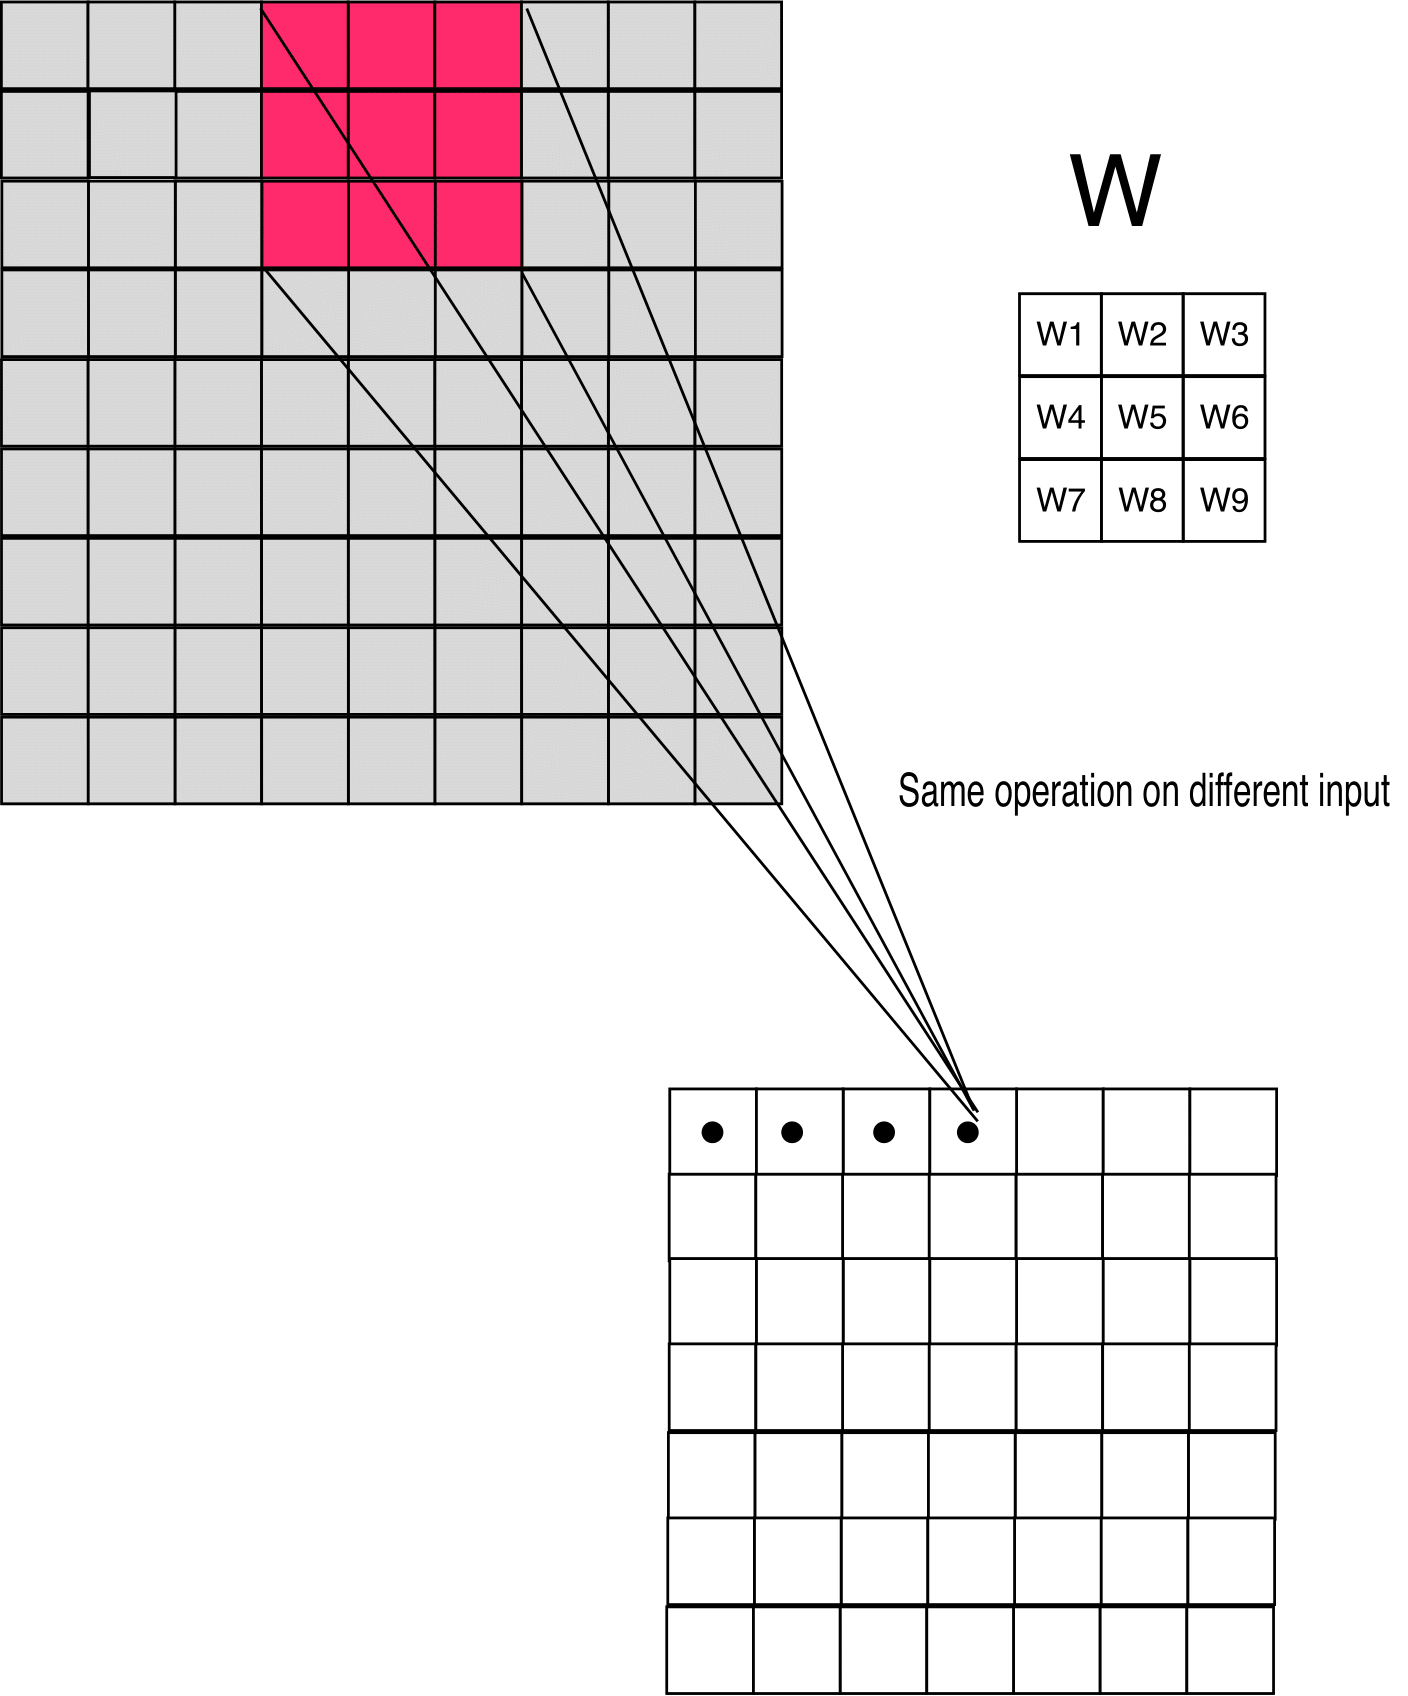 W
W1 W2 W3
W4 W5 W6
W7 W8 W9
Same operation on different input